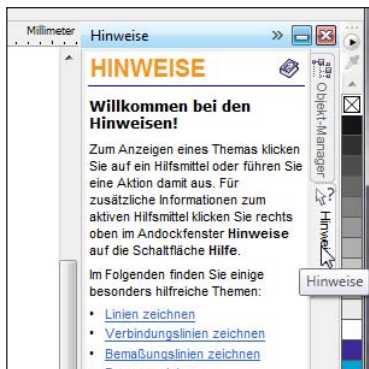 Millimeter
Hinweise
HINWEISE
Willkommen bei den
Hinweisen!
Zum Anzeigen eines Themas klicken
Sie auf ein Hilfsmittel oder führen Sie
eine Aktion damit aus. Für
zusätzliche Informationen zum
aktiven Hilfsmittel klicken Sie rechts
oben im Andockfenster Hinweise
auf die Schaltfläche Hilfe.
Im Folgenden finden Sie einige
besonders hilfreiche Themen:
• Linien zeichnen
• Verbindungslinien zeichnen
• Bemaßungslinien zeichnen
Objekt-Manager
Hinwei
Hinweise